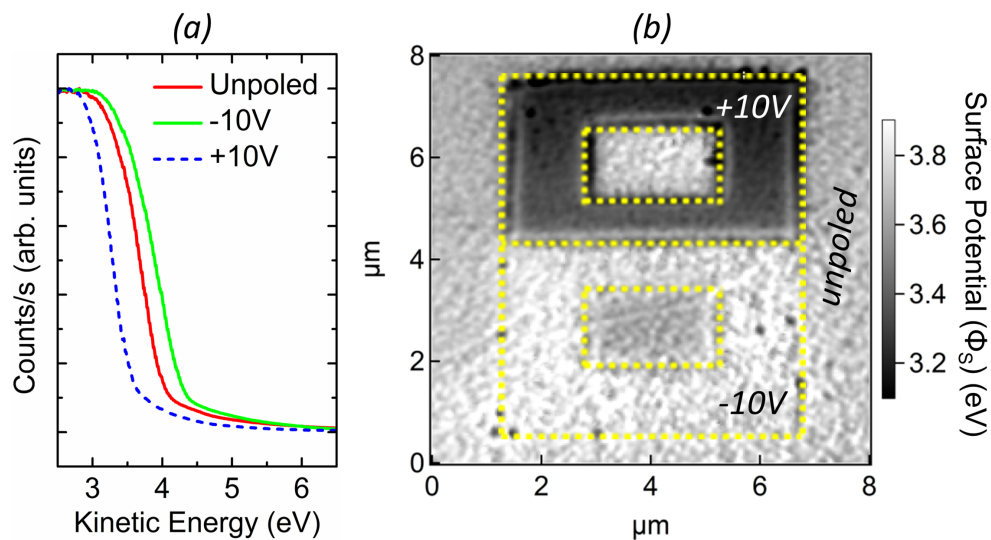 (a)
(b)
Counts/s (arb. units)
Unpoled
-10V
+10V
3
4
5
6
Kinetic Energy (eV)
µm
8
6
4
2
0
+10V
-10V
unpoled
0
2
4
6
8
µm
3.8
3.6
3.4
3.2
Surface Potential (Φ_S) (eV)